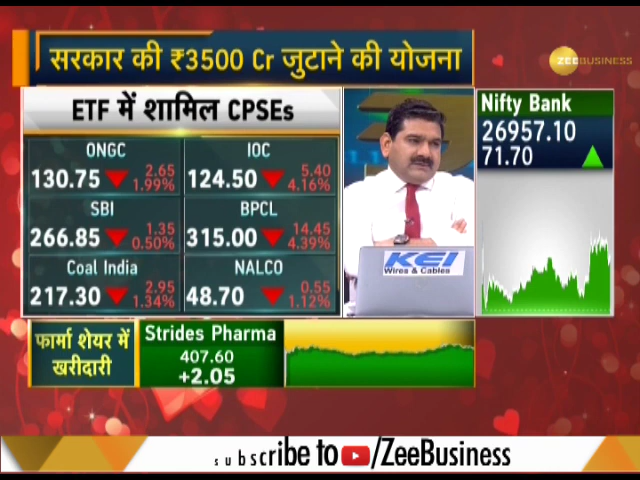 सरकार की ₹3500 Cr जुटाने की योजना
ZEEBUSINESS
ETF में शामिल CPSEs
ONGC
130.75 2.65 1.99%
IOC
124.50 5.40 4.16%
SBI
266.85 1.35 0.50%
BPCL
315.00 14.45 4.39%
Coal India
217.30 2.95 1.34%
NALCO
48.70 0.55 1.12%
Nifty Bank
26957.10
71.70
KEI
Wires & Cables
फार्मा शेयर में
खरीदारी
Strides Pharma
407.60
+2.05
subscribe to /ZeeBusiness